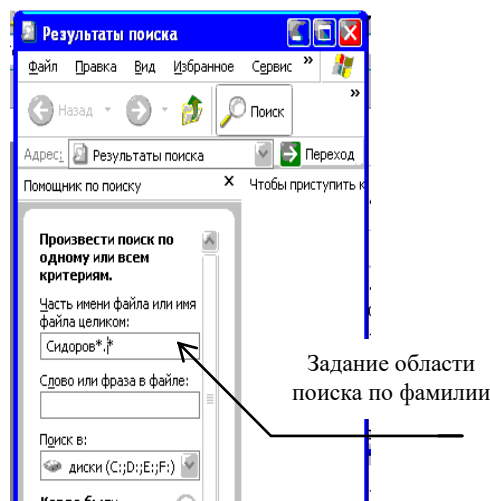 Результаты поиска
Файл Правка Вид Избранное Сервис »
Назад Поиск »
Адрес: Результаты поиска Переход
Помощник по поиску x
Чтобы приступить к
Произвести поиск по
одному или всем
критериям.
Часть имени файла или имя
файла целиком:
Сидоров*.*
Слово или фраза в файле:
Поиск в:
диски (C:;D:;E:;F:)
Задание области
поиска по фамилии